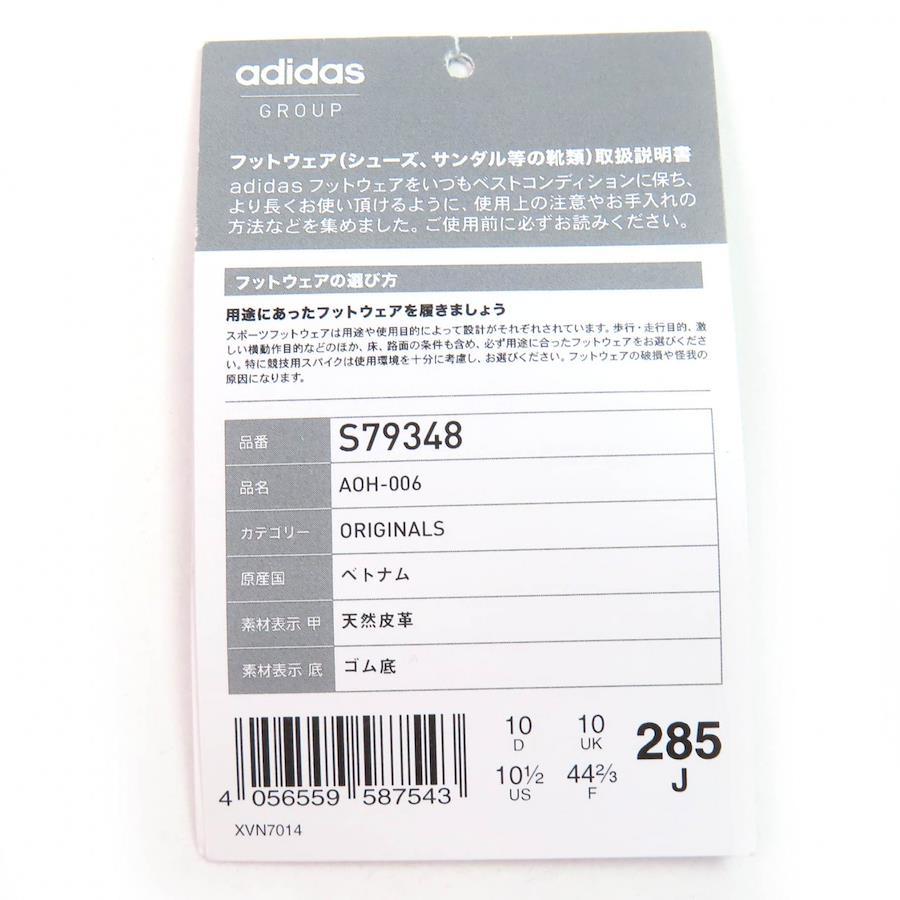 adidas
GROUP
フットウェア(シューズ、サンダル等の靴類)取扱説明書
adidas フットウェアをいつもベストコンディションに保ち、
より長くお使い頂けるように、使用上の注意やお手入れの
方法などを集めました。ご使用前に必ずお読みください。
フットウェアの選び方
用途にあったフットウェアを履きましょう
スポーツフットウェアは用途や使用目的によって設計がそれぞれされています。歩行・走行目的、激
しい横動作目的などのほか、床、路面の条件も含め、必ず用途に合ったフットウェアをお選びくださ
い。特に競技用スパイクは使用環境を十分に考慮し、お選びください。フットウェアの破損や怪我の
原因になります。
品番 S79348
品名 AOH-006
カテゴリー ORIGINALS
原産国 ベトナム
素材表示 甲 天然皮革
素材表示 底 ゴム底
10 10 285
D UK J
10½ 44⅔
US F
4 056559 587543
XVN7014